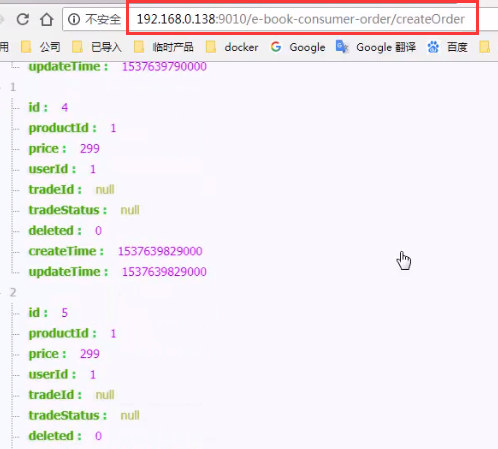 不安全 192.168.0.138:9010/e-book-consumer-order/createOrder
用 公司 已导入 临时产品 docker Google Google 翻译 百度
updateTime : 1537639790000
1
id : 4
productId : 1
price : 299
userId : 1
tradeId : null
tradeStatus : null
deleted : 0
createTime : 1537639829000
updateTime : 1537639829000
2
id : 5
productId : 1
price : 299
userId : 1
tradeId : null
tradeStatus : null
deleted : 0